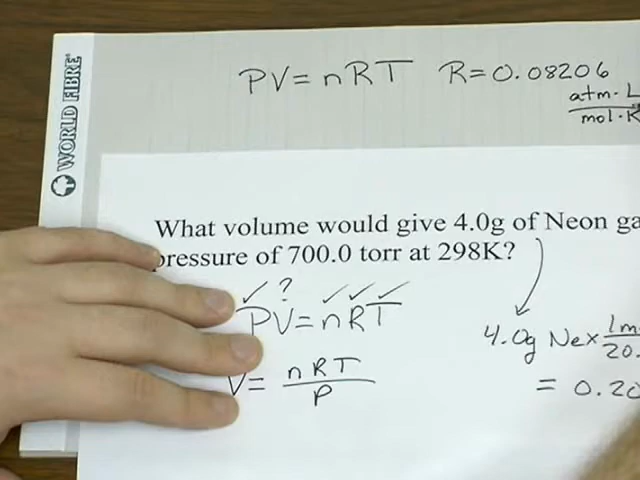 WORLD FIBRE
PV = nRT R = 0.08206
atm · L
mol · K
What volume would give 4.0g of Neon ga
pressure of 700.0 torr at 298K?
✓ ? ✓ ✓ ✓
PV = nRT
V = nRT
P
4.0g Ne × 1m
20.
= 0.20